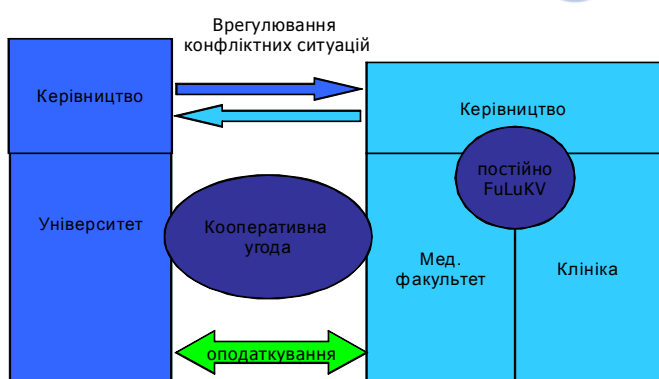 Врегулювання
конфліктних ситуацій
Керівництво
Керівництво
постійно
FuLuKV
Університет
Кооперативна
угода
Мед.
факультет
Клініка
оподаткування